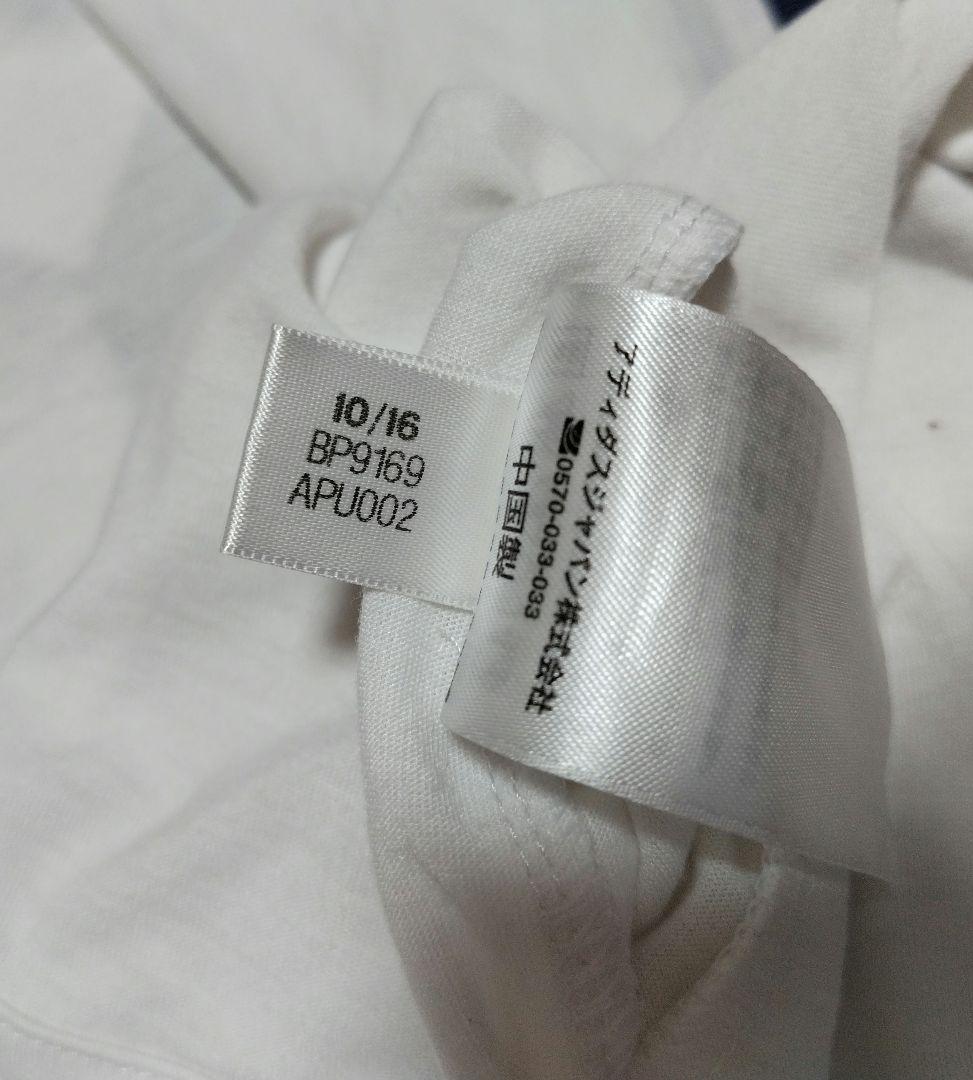 10/16
BP9169
APU002
アディダスジャパン株式会社
0570-033-033
中国製